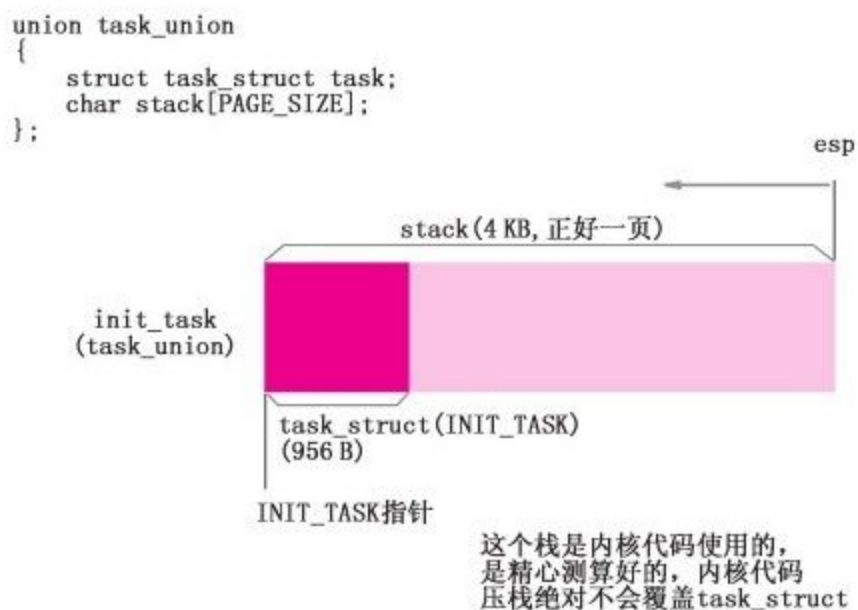 union task_union
{
    struct task_struct task;
    char stack[PAGE_SIZE];
};
esp
stack(4 KB, 正好一页)
init_task
(task_union)
task_struct(INIT_TASK)
(956 B)
INIT_TASK指针
这个栈是内核代码使用的，
是精心测算好的，内核代码
压栈绝对不会覆盖task_struct